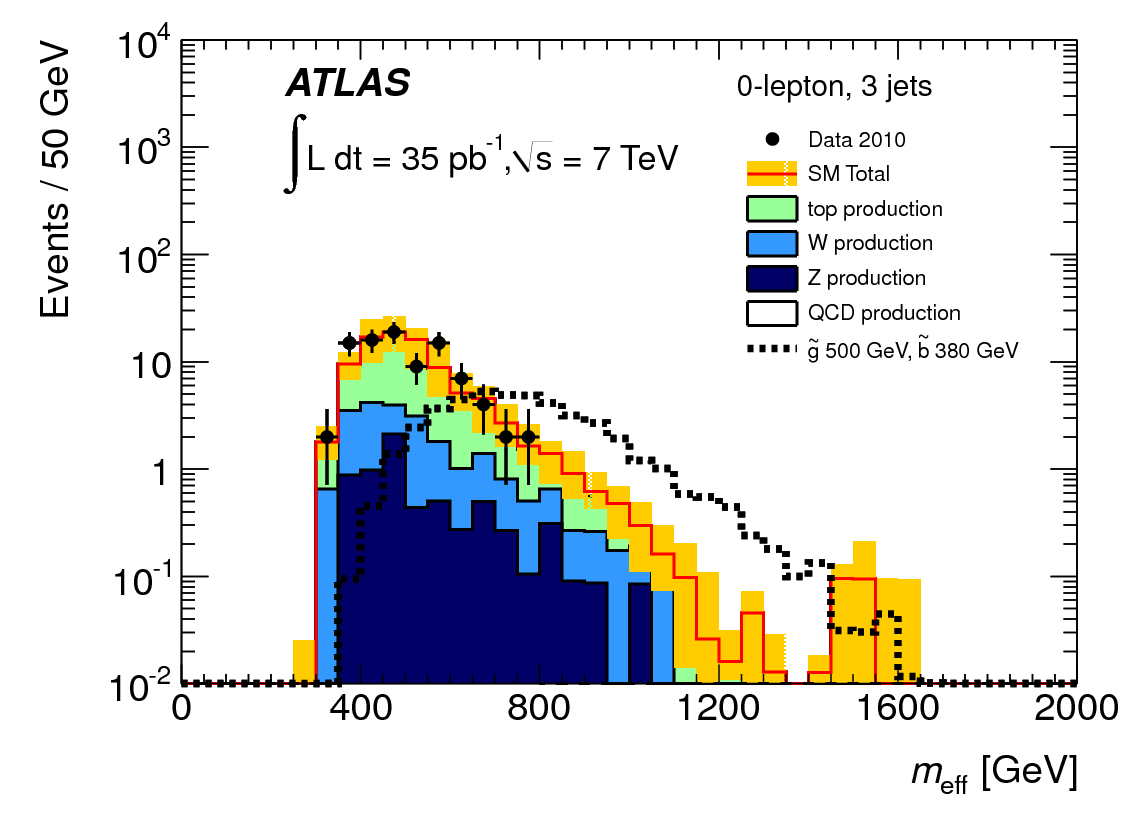 Events / 50 GeV
10⁴
10³
10²
10
1
10⁻¹
10⁻²
ATLAS
∫L dt = 35 pb⁻¹,√s = 7 TeV
0-lepton, 3 jets
Data 2010
SM Total
top production
W production
Z production
QCD production
g̃ 500 GeV, b̃ 380 GeV
0 400 800 1200 1600 2000
m_eff [GeV]